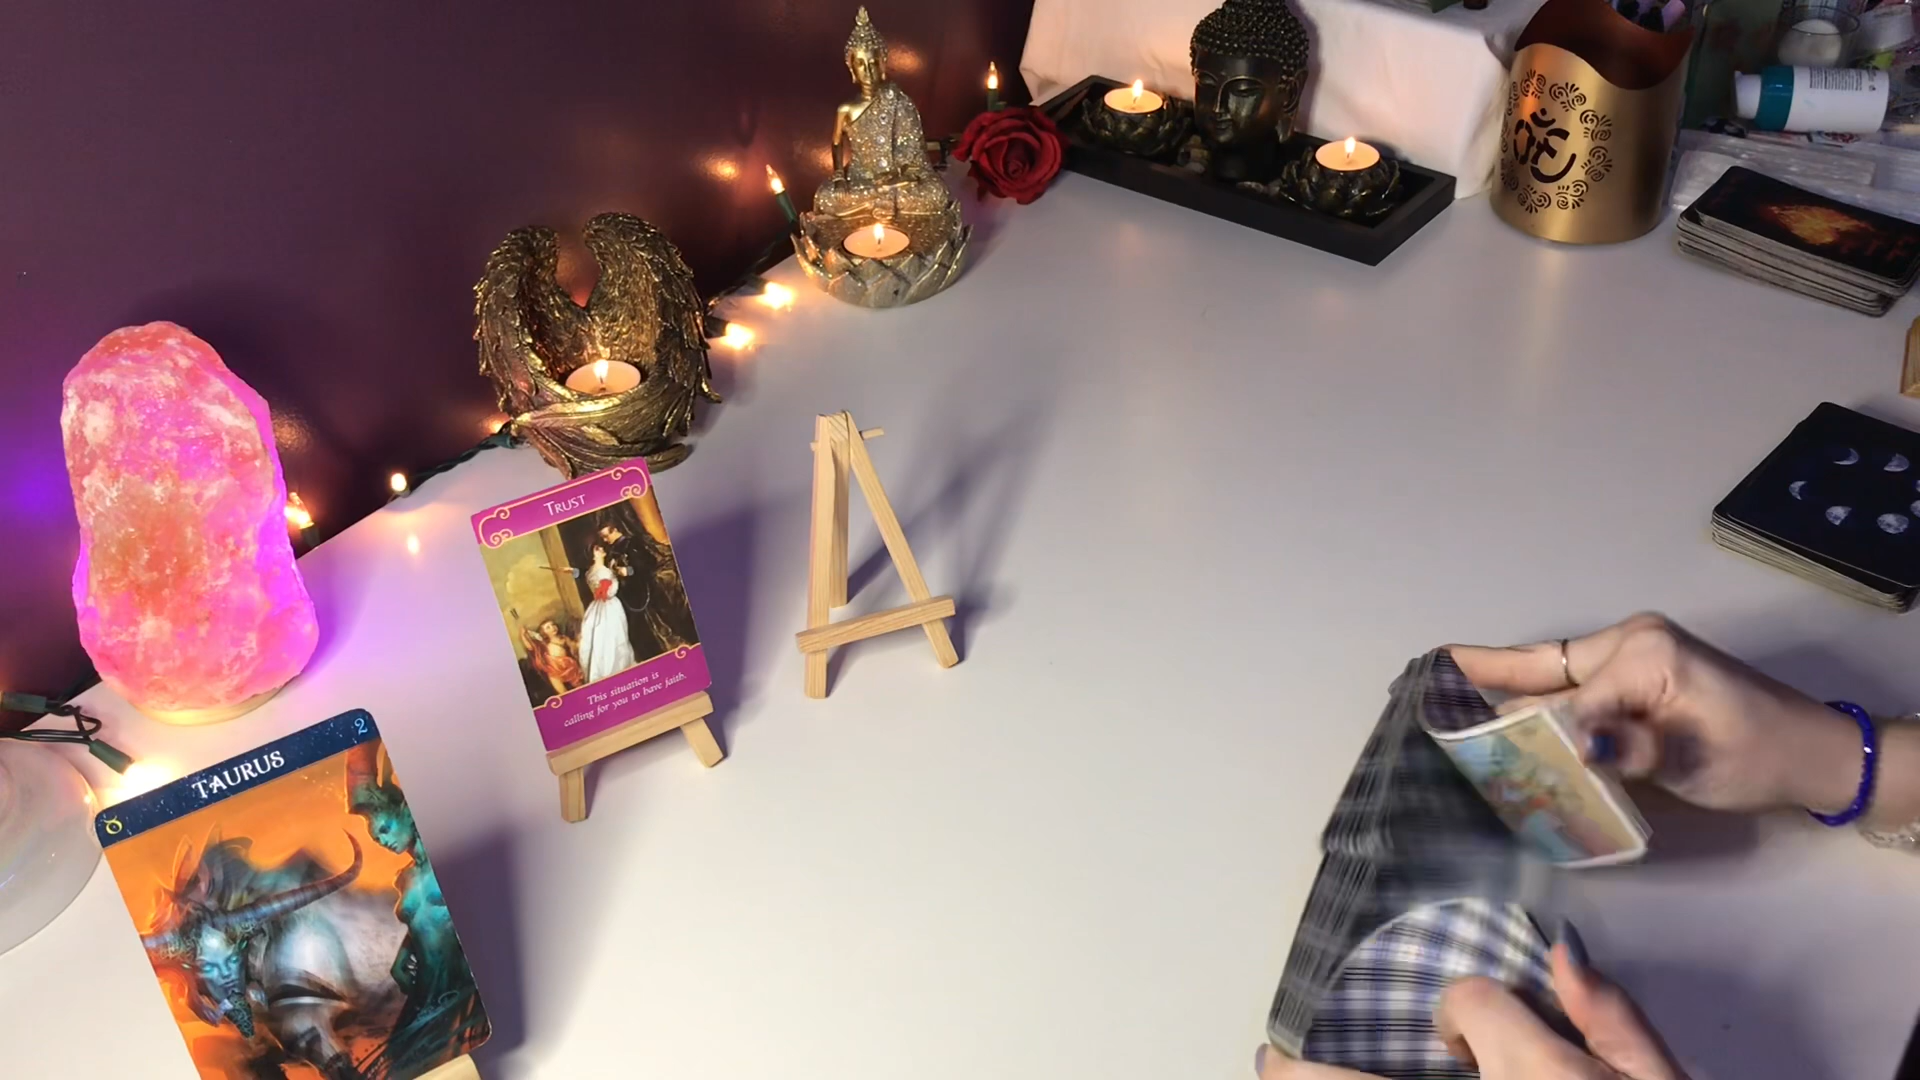 TRUST
This situation is
calling for you to have faith.
TAURUS
2
♉
ॐ